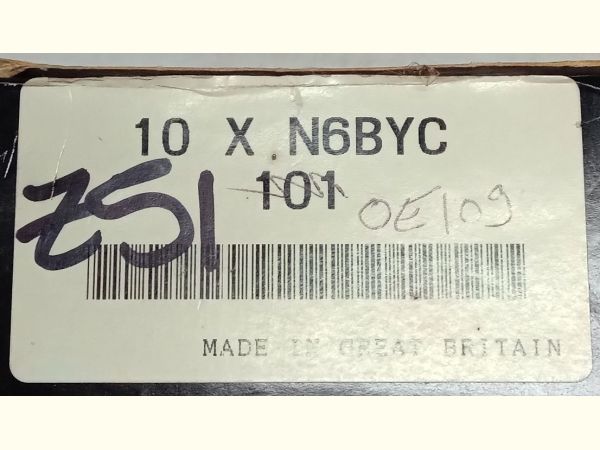 10 X N6BYC
101
OE109
ZS1
MADE IN GREAT BRITAIN